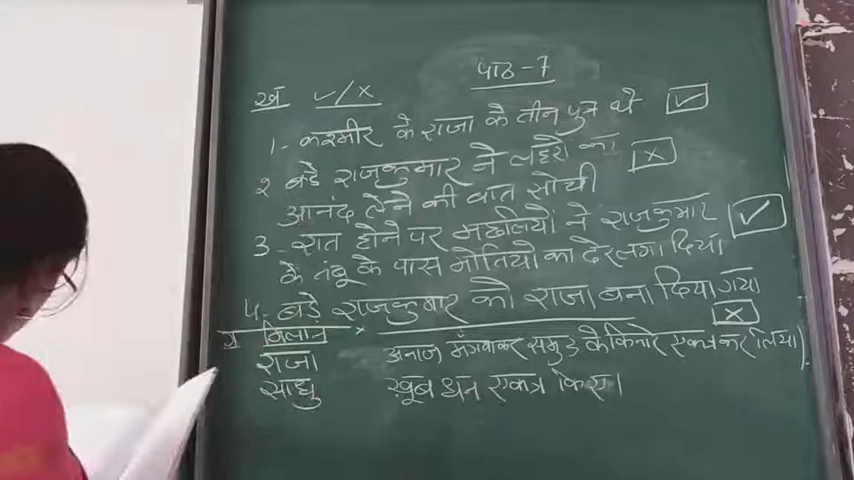 पाठ-7
ख ✓/×
1- कश्मीर के राजा के तीन पुत्र थे ✓
2 बडे राजकुमार ने लहरों का ×
आनंद लेने की बात सोची
3- रात होने पर मछलियों ने राजकुमार ✓
के तंबू के पास मोतियो का ढेर लगा दिया
4- बडे राजकुबार को राजा बना दिया गया ×
ग मिलान
राजा अनाज मँगवाकर समुद्र के किनारे एकत्र कर लिया।
साधु खूब धन एकत्र किए।